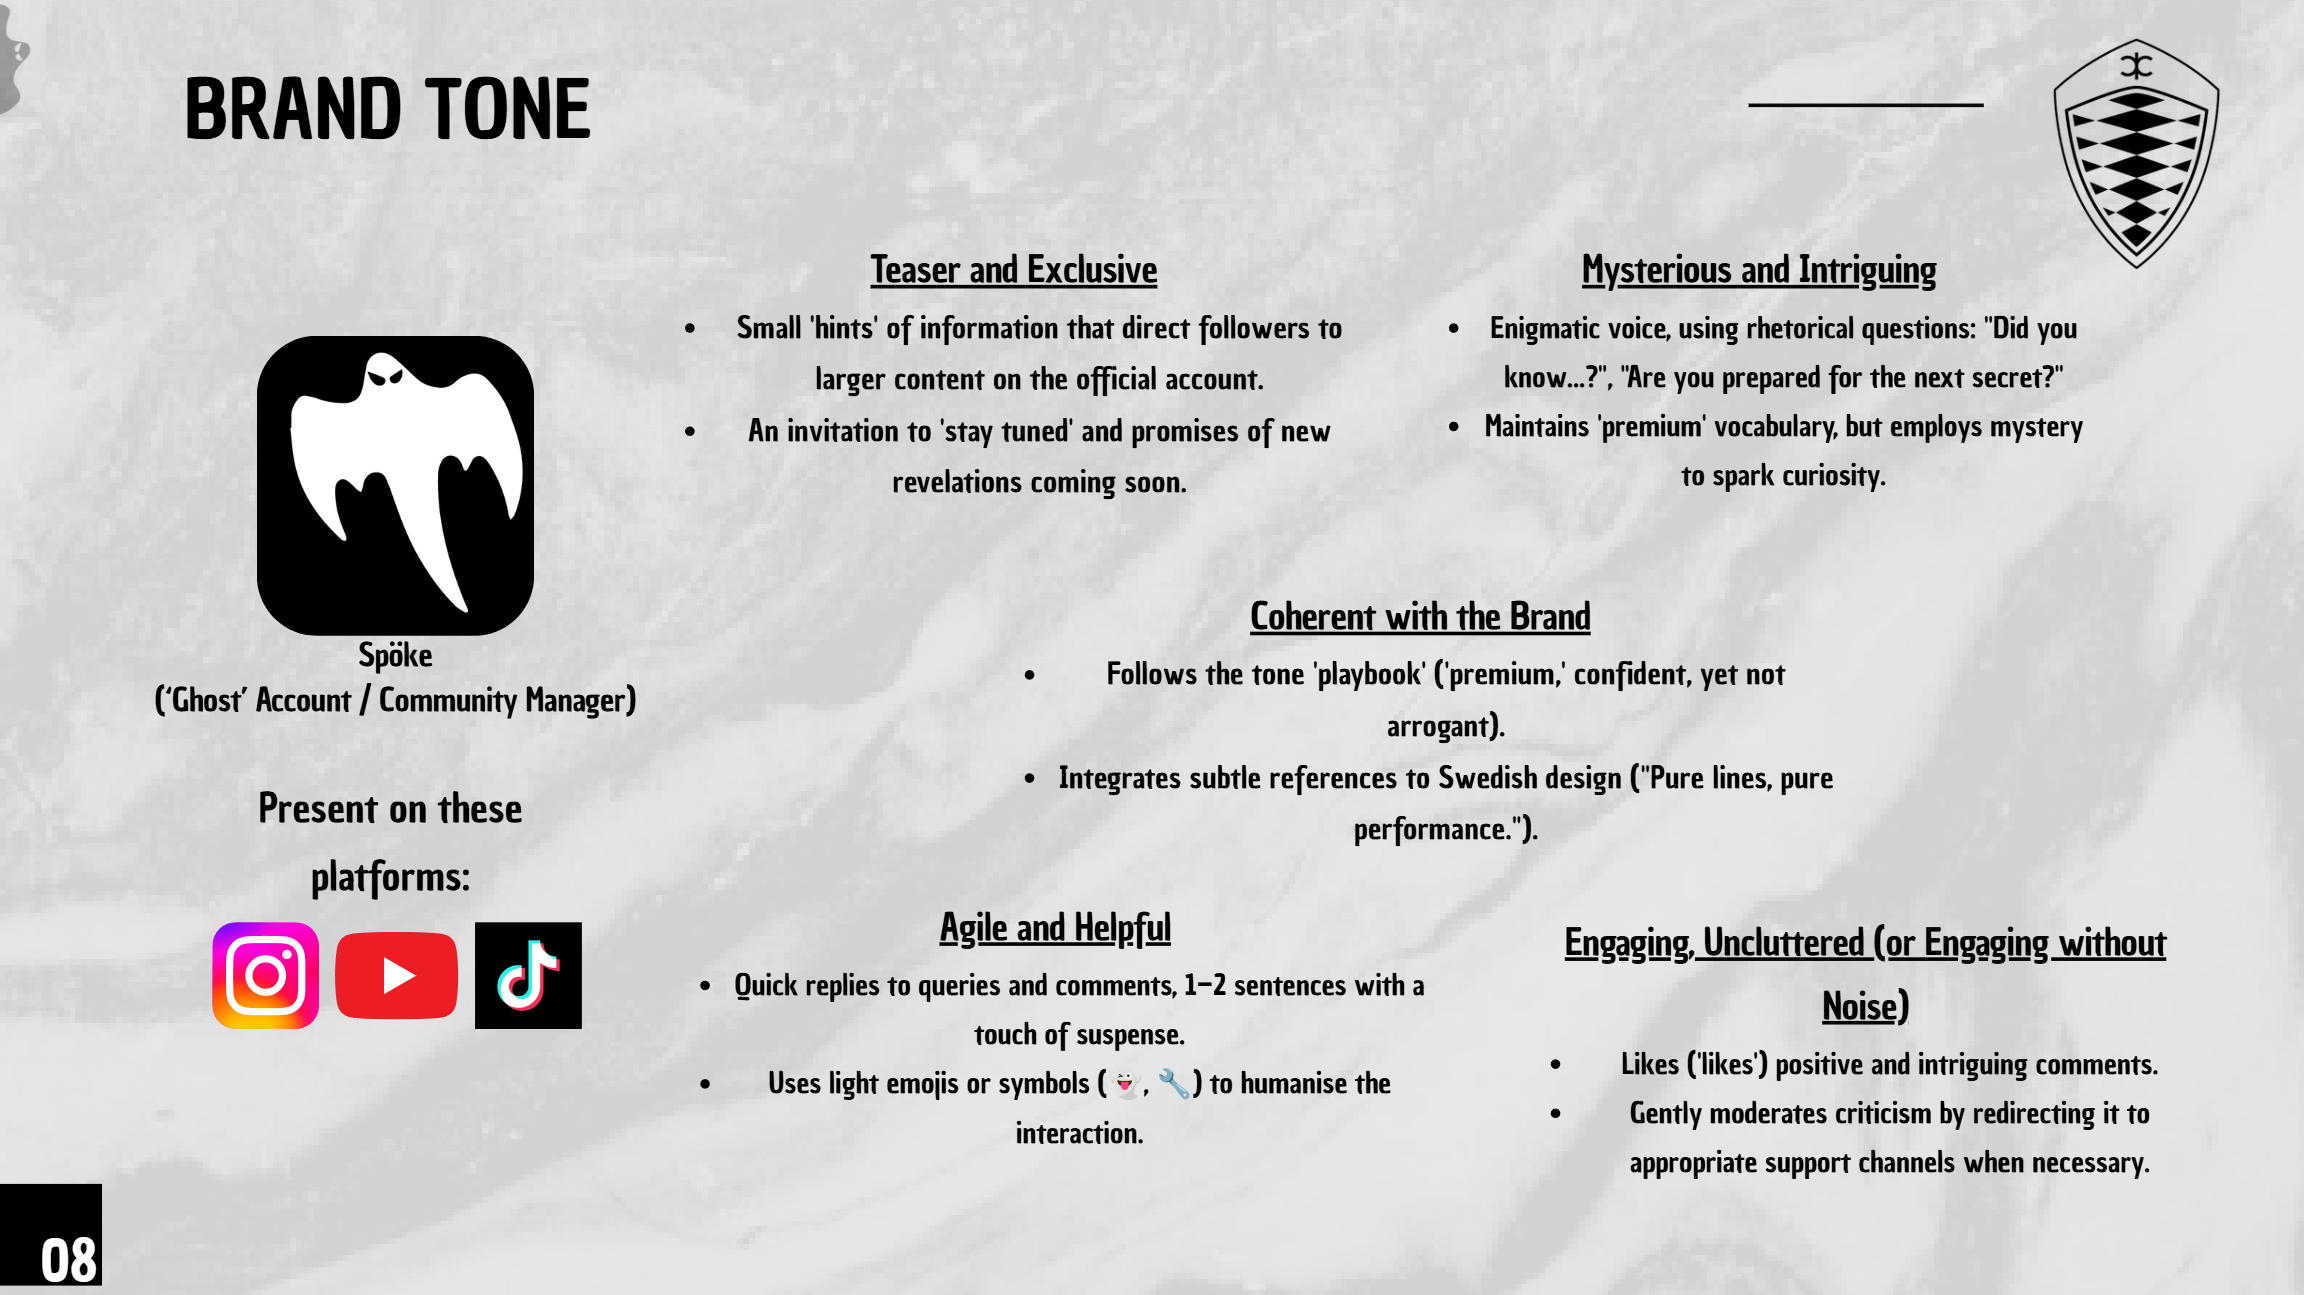 BRAND TONE
Spöke
(‘Ghost’ Account / Community Manager)
Present on these
platforms:
Teaser and Exclusive
• Small 'hints' of information that direct followers to
larger content on the official account.
• An invitation to 'stay tuned' and promises of new
revelations coming soon.
Mysterious and Intriguing
• Enigmatic voice, using rhetorical questions: "Did you
know...?", "Are you prepared for the next secret?"
• Maintains 'premium' vocabulary, but employs mystery
to spark curiosity.
Coherent with the Brand
• Follows the tone 'playbook' ('premium,' confident, yet not
arrogant).
• Integrates subtle references to Swedish design ("Pure lines, pure
performance.").
Agile and Helpful
• Quick replies to queries and comments, 1–2 sentences with a
touch of suspense.
• Uses light emojis or symbols (👻, 🔧) to humanise the
interaction.
Engaging, Uncluttered (or Engaging without
Noise)
• Likes ('likes') positive and intriguing comments.
• Gently moderates criticism by redirecting it to
appropriate support channels when necessary.
08